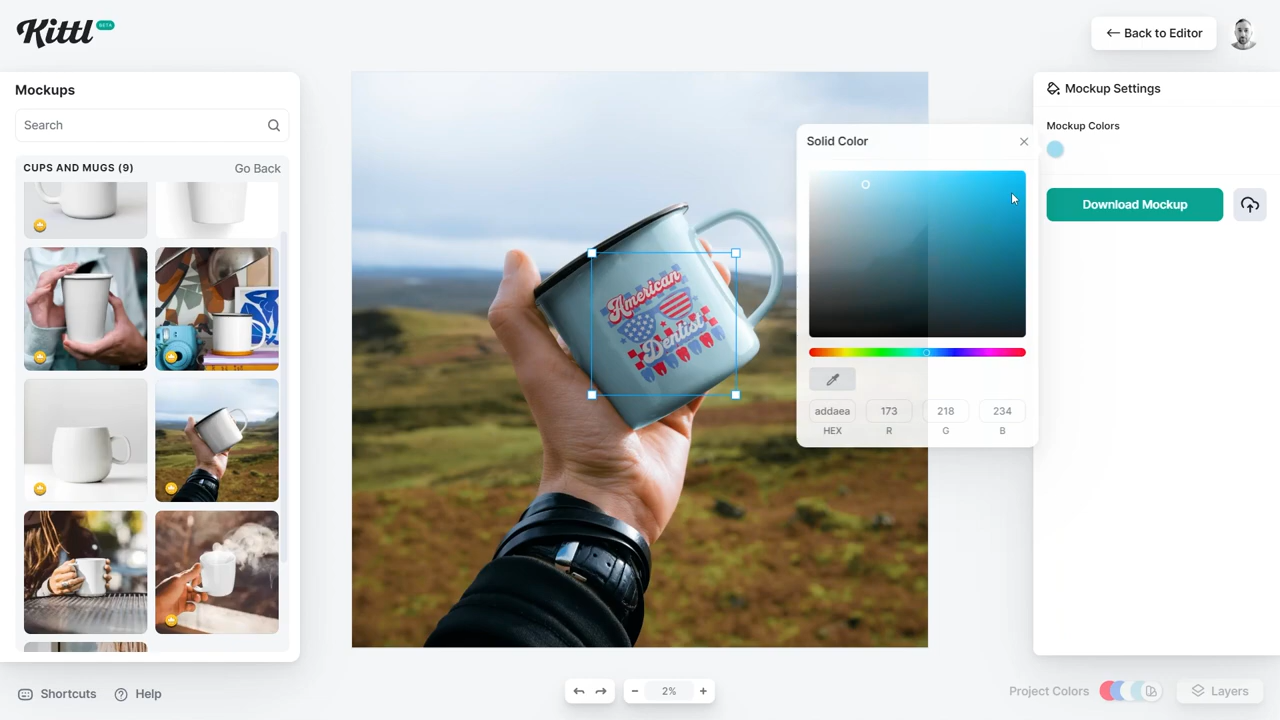 Kittl BETA
← Back to Editor
Mockups
Search
CUPS AND MUGS (9)
Go Back
American
Dentist
Solid Color
addaea
173
218
234
HEX
R
G
B
Mockup Settings
Mockup Colors
Download Mockup
Shortcuts
Help
2%
Project Colors
Layers